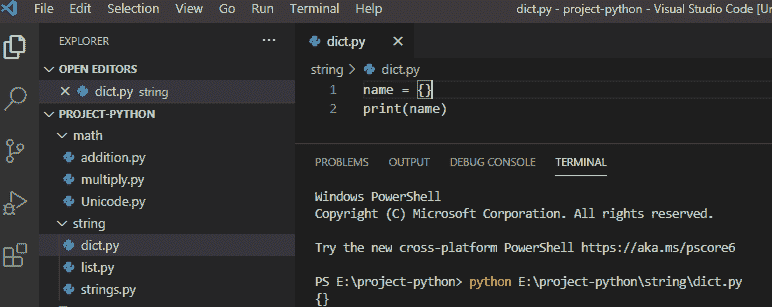 File Edit Selection View Go Run Terminal Help dict.py - project-python - Visual Studio Code [Un
EXPLORER ...
OPEN EDITORS
dict.py string
PROJECT-PYTHON
math
addition.py
multiply.py
Unicode.py
string
dict.py
list.py
strings.py
dict.py
string > dict.py
1 name = {}
2 print(name)
PROBLEMS OUTPUT DEBUG CONSOLE TERMINAL
Windows PowerShell
Copyright (C) Microsoft Corporation. All rights reserved.
Try the new cross-platform PowerShell https://aka.ms/pscore6
PS E:\project-python> python E:\project-python\string\dict.py
{}